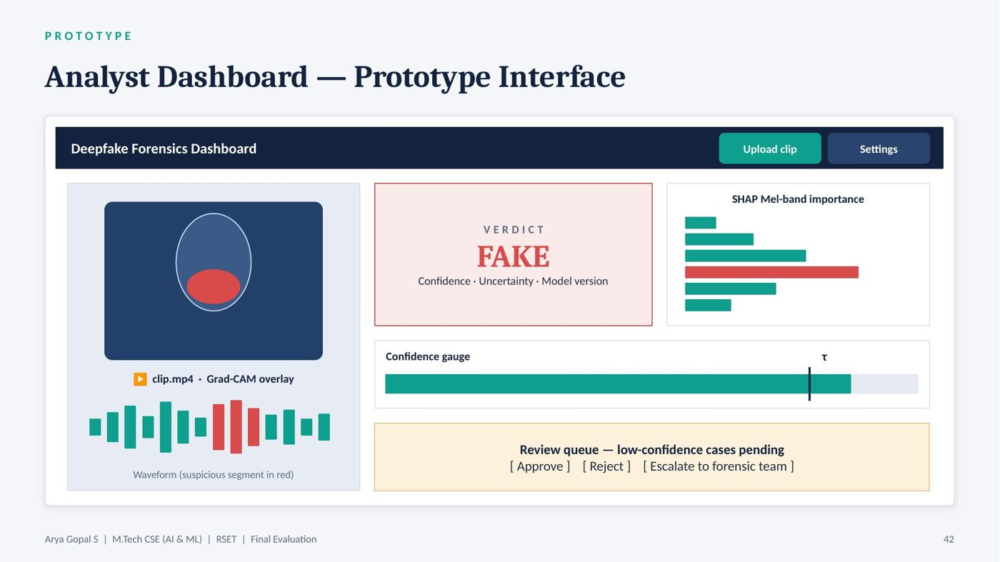 PROTOTYPE
Analyst Dashboard — Prototype Interface
Deepfake Forensics Dashboard
Upload clip
Settings
▶️ clip.mp4 · Grad-CAM overlay
Waveform (suspicious segment in red)
VERDICT
FAKE
Confidence · Uncertainty · Model version
SHAP Mel-band importance
Confidence gauge
τ
Review queue — low-confidence cases pending
[ Approve ] [ Reject ] [ Escalate to forensic team ]
Arya Gopal S | M.Tech CSE (AI & ML) | RSET | Final Evaluation
42